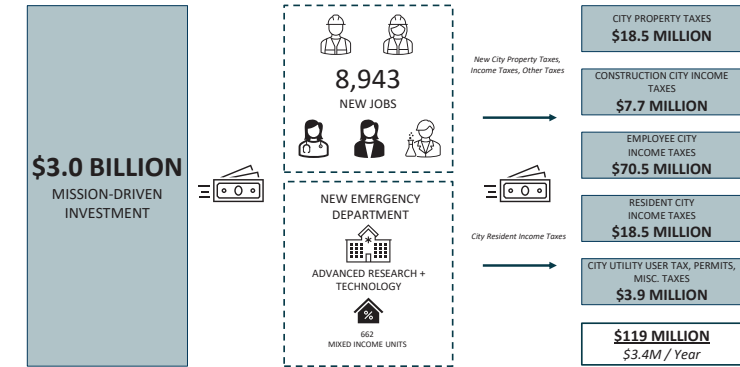 $3.0 BILLION
MISSION-DRIVEN
INVESTMENT
8,943
NEW JOBS
NEW EMERGENCY
DEPARTMENT
ADVANCED RESEARCH +
TECHNOLOGY
%
662
MIXED INCOME UNITS
New City Property Taxes,
Income Taxes, Other Taxes
City Resident Income Taxes
CITY PROPERTY TAXES
$18.5 MILLION
CONSTRUCTION CITY INCOME
TAXES
$7.7 MILLION
EMPLOYEE CITY
INCOME TAXES
$70.5 MILLION
RESIDENT CITY
INCOME TAXES
$18.5 MILLION
CITY UTILITY USER TAX, PERMITS,
MISC. TAXES
$3.9 MILLION
$119 MILLION
$3.4M / Year